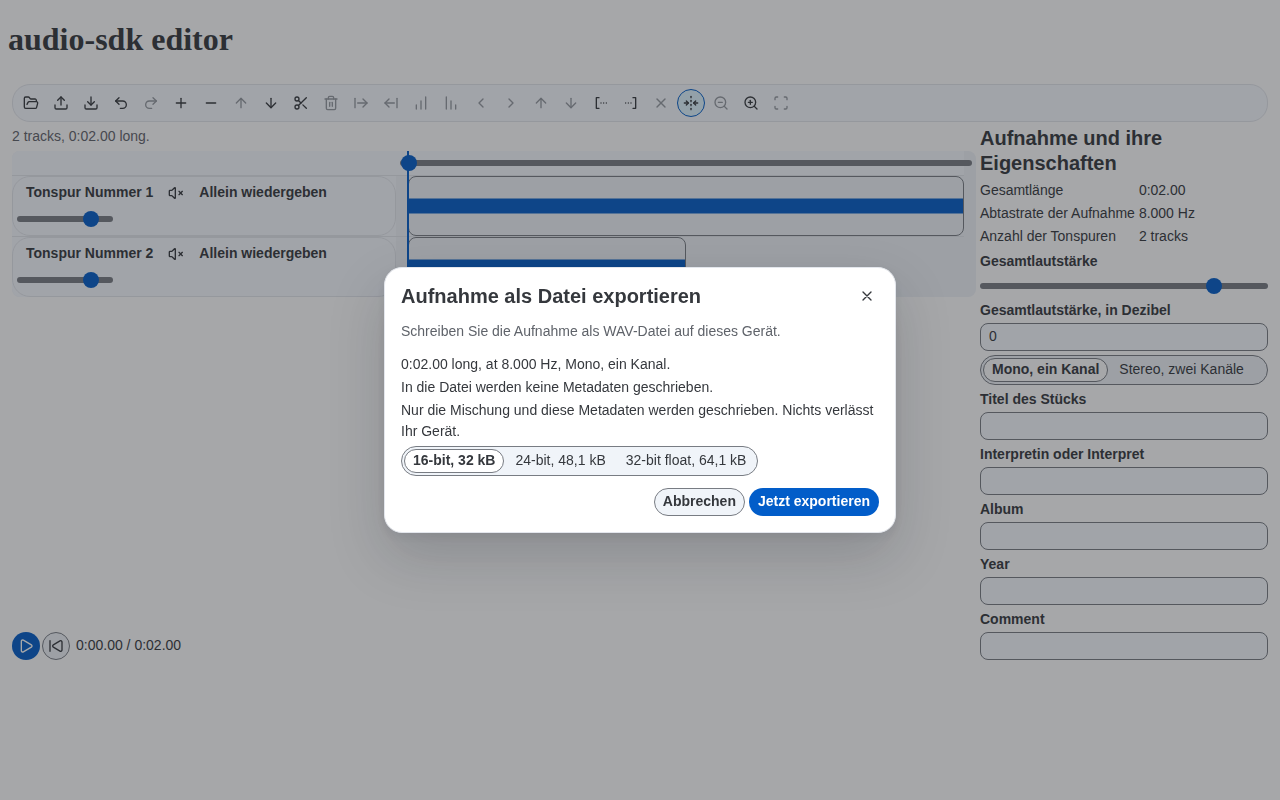 audio-sdk editor
2 tracks, 0:02.00 long.
Tonspur Nummer 1 Allein wiedergeben
Tonspur Nummer 2 Allein wiedergeben
Aufnahme als Datei exportieren
Schreiben Sie die Aufnahme als WAV-Datei auf dieses Gerät.
0:02.00 long, at 8.000 Hz, Mono, ein Kanal.
In die Datei werden keine Metadaten geschrieben.
Nur die Mischung und diese Metadaten werden geschrieben. Nichts verlässt
Ihr Gerät.
16-bit, 32 kB 24-bit, 48,1 kB 32-bit float, 64,1 kB
Abbrechen Jetzt exportieren
0:00.00 / 0:02.00
Aufnahme und ihre
Eigenschaften
Gesamtlänge 0:02.00
Abtastrate der Aufnahme 8.000 Hz
Anzahl der Tonspuren 2 tracks
Gesamtlautstärke
Gesamtlautstärke, in Dezibel
0
Mono, ein Kanal Stereo, zwei Kanäle
Titel des Stücks
Interpretin oder Interpret
Album
Year
Comment